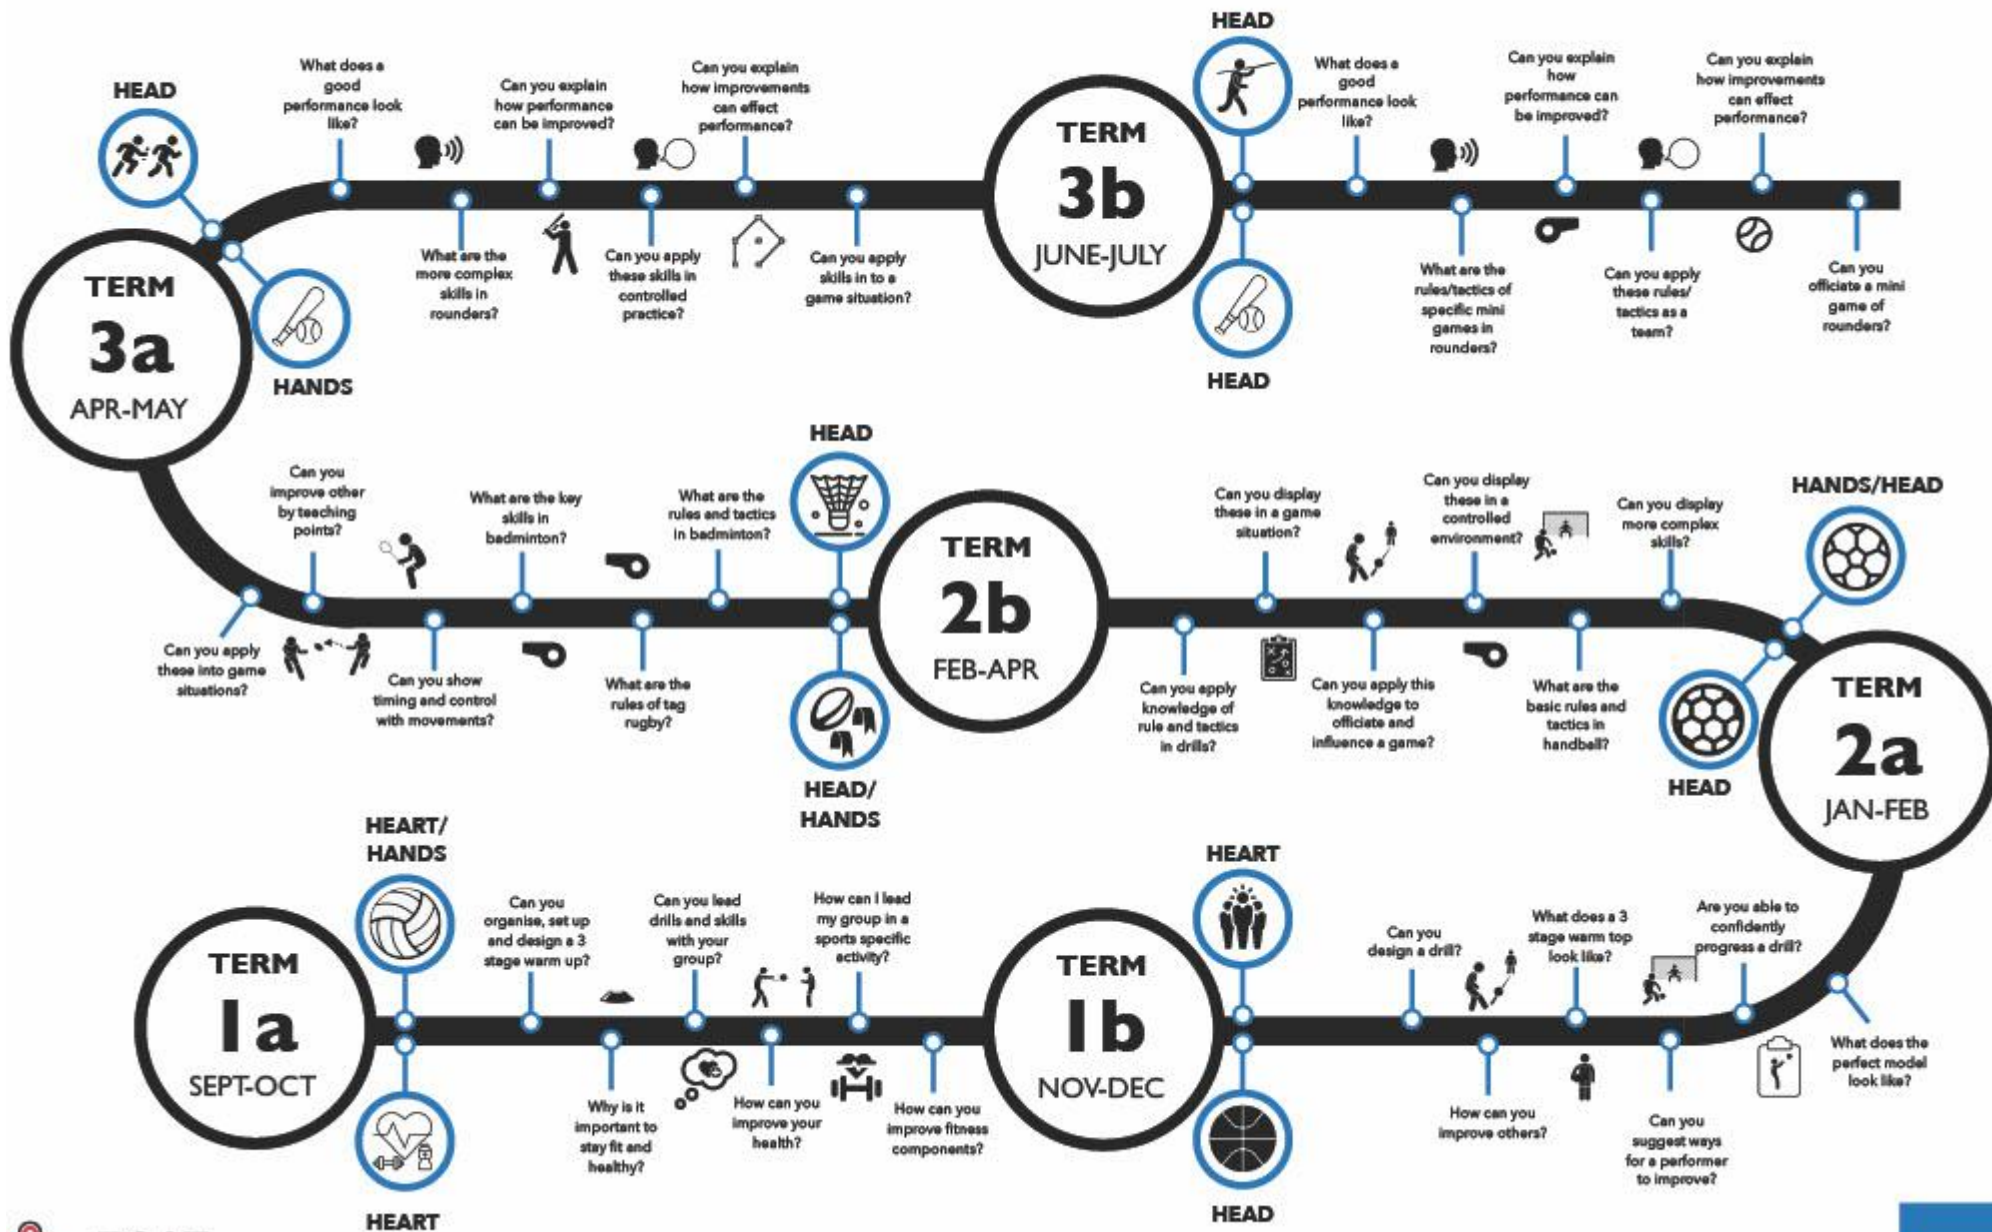 HEAD
What does a
good
performance look
like?
Can you explain
how performance
can be improved?
Can you explain
how improvements
can effect
performance?
TERM
3a
APR-MAY
HANDS
What are the
more complex
skills in
rounders?
Can you apply
these skills in
controlled
practice?
Can you apply
skills in to a
game situation?
TERM
3b
JUNE-JULY
HEAD
What does a
good
performance look
like?
Can you explain
how
performance can
be improved?
Can you explain
how improvements
can effect
performance?
HEAD
What are the
rules/tactics of
specific mini
games in
rounders?
Can you apply
these rules/
tactics as a
team?
Can you
officiate a mini
game of
rounders?
Can you
improve other
by teaching
points?
What are the key
skills in
badminton?
What are the
rules and tactics
in badminton?
HEAD
Can you apply
these into game
situations?
Can you show
timing and control
with movements?
What are the
rules of tag
rugby?
HEAD/
HANDS
TERM
2b
FEB-APR
Can you display
these in a game
situation?
Can you display
these in a
controlled
environment?
Can you display
more complex
skills?
HANDS/HEAD
Can you apply
knowledge of
rule and tactics
in drills?
Can you apply this
knowledge to
officiate and
influence a game?
What are the
basic rules and
tactics in
handball?
HEAD
TERM
2a
JAN-FEB
TERM
1a
SEPT-OCT
HEART/
HANDS
Can you
organise, set up
and design a 3
stage warm up?
Can you lead
drills and skills
with your
group?
How can I lead
my group in a
sports specific
activity?
HEART
Why is it
important to
stay fit and
healthy?
How can you
improve your
health?
How can you
improve fitness
components?
TERM
1b
NOV-DEC
HEART
Can you
design a drill?
What does a 3
stage warm top
look like?
Are you able to
confidently
progress a drill?
HEAD
How can you
improve others?
Can you
suggest ways
for a performer
to improve?
What does the
perfect model
look like?